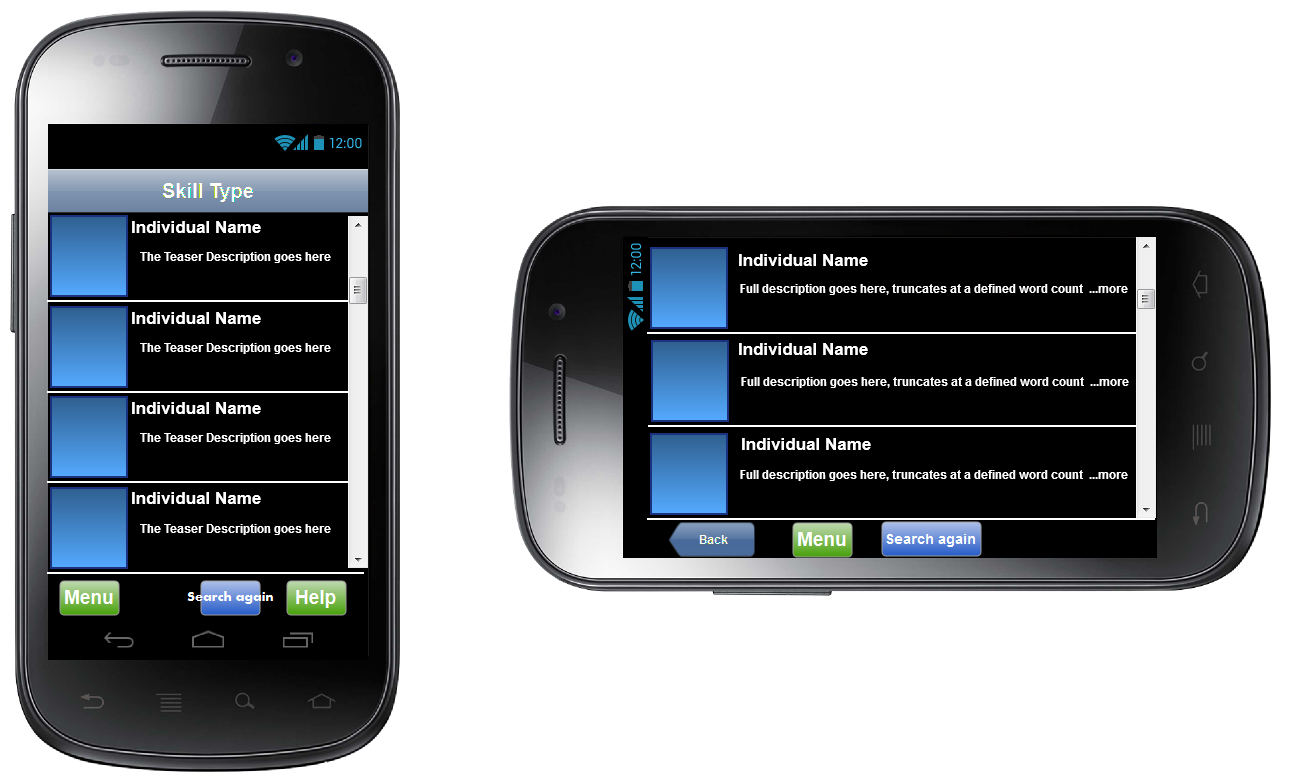 12:00
Skill Type
Individual Name
The Teaser Description goes here
Individual Name
The Teaser Description goes here
Individual Name
The Teaser Description goes here
Individual Name
The Teaser Description goes here
Menu
Search again
Help
12:00
Individual Name
Full description goes here, truncates at a defined word count ...more
Individual Name
Full description goes here, truncates at a defined word count ...more
Individual Name
Full description goes here, truncates at a defined word count ...more
Back
Menu
Search again